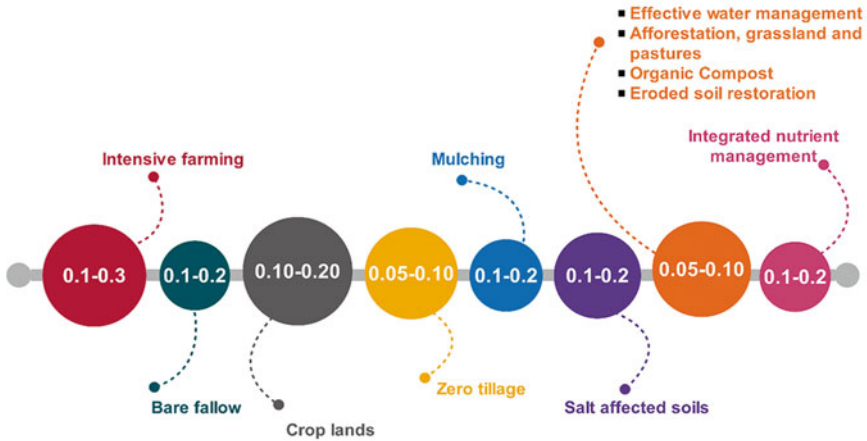 ■ Effective water management
■ Afforestation, grassland and
pastures
■ Organic Compost
■ Eroded soil restoration
Intensive farming
Mulching
Integrated nutrient
management
0.1-0.3
0.1-0.2
0.10-0.20
0.05-0.10
0.1-0.2
0.1-0.2
0.05-0.10
0.1-0.2
Bare fallow
Crop lands
Zero tillage
Salt affected soils